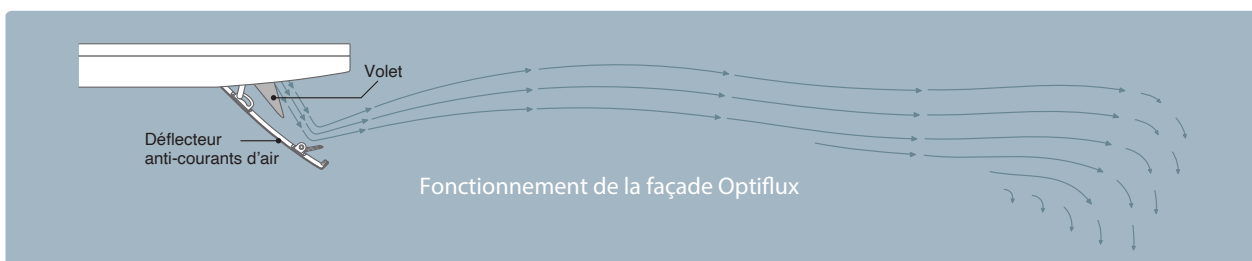 Volet
Déflecteur
anti-courants d'air
Fonctionnement de la façade Optiflux